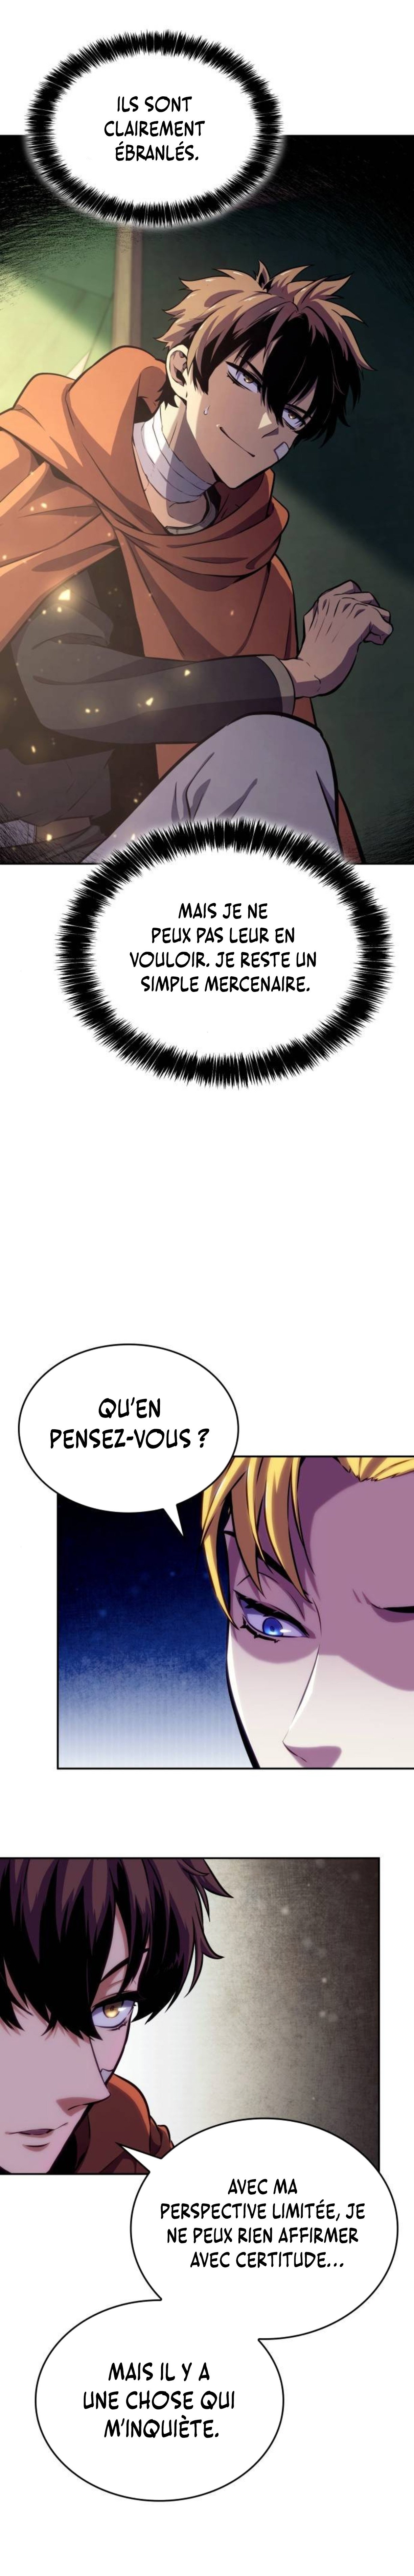 ILS SONT
CLAIREMENT
ÉBRANLÉS.
MAIS JE NE
PEUX PAS LEUR EN
VOULOIR. JE RESTE UN
SIMPLE MERCENAIRE.
QU'EN
PENSEZ-VOUS ?
AVEC MA
PERSPECTIVE LIMITÉE, JE
NE PEUX RIEN AFFIRMER
AVEC CERTITUDE...
MAIS IL Y A
UNE CHOSE QUI
M'INQUIÈTE.